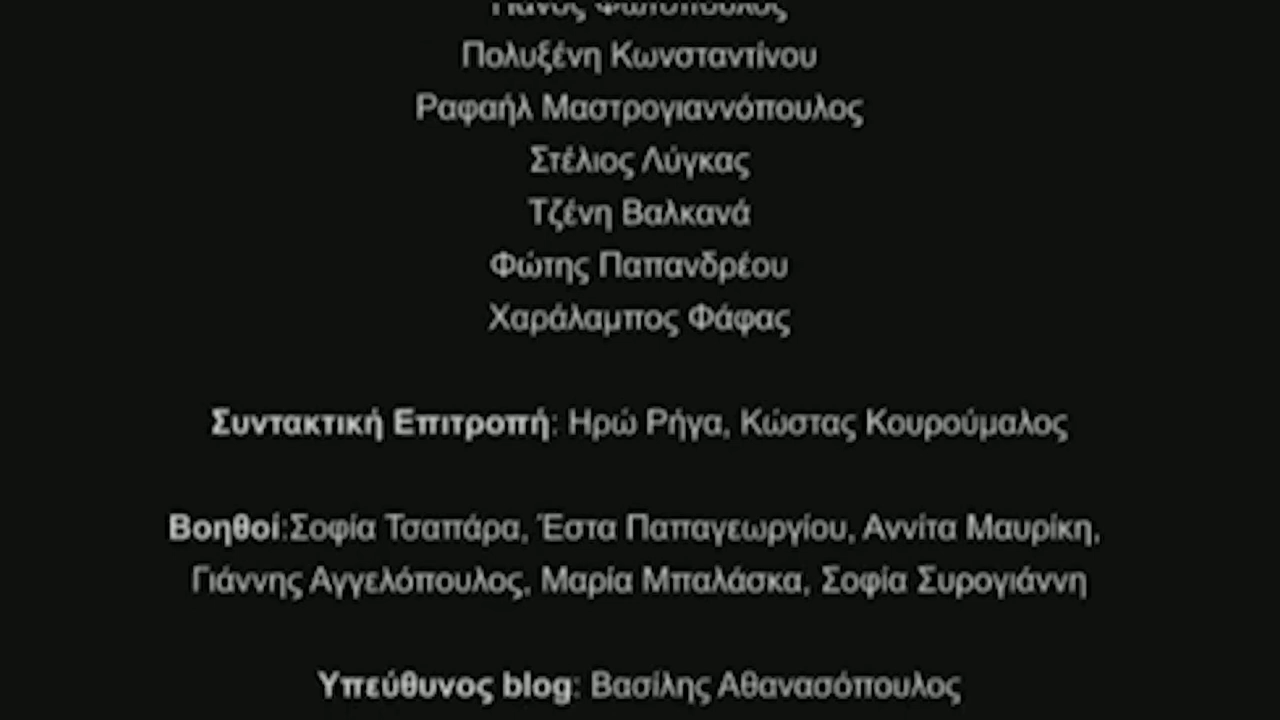 Πολυξένη Κωνσταντίνου
Ραφαήλ Μαστρογιαννόπουλος
Στέλιος Λύγκας
Τζένη Βαλκανά
Φώτης Παπανδρέου
Χαράλαμπος Φάφας
Συντακτική Επιτροπή: Ηρώ Ρήγα, Κώστας Κουρούμαλος
Βοηθοί:Σοφία Τσαπάρα, Έστα Παπαγεωργίου, Αννίτα Μαυρίκη,
Γιάννης Αγγελόπουλος, Μαρία Μπαλάσκα, Σοφία Συρογιάννη
Υπεύθυνος blog: Βασίλης Αθανασόπουλος